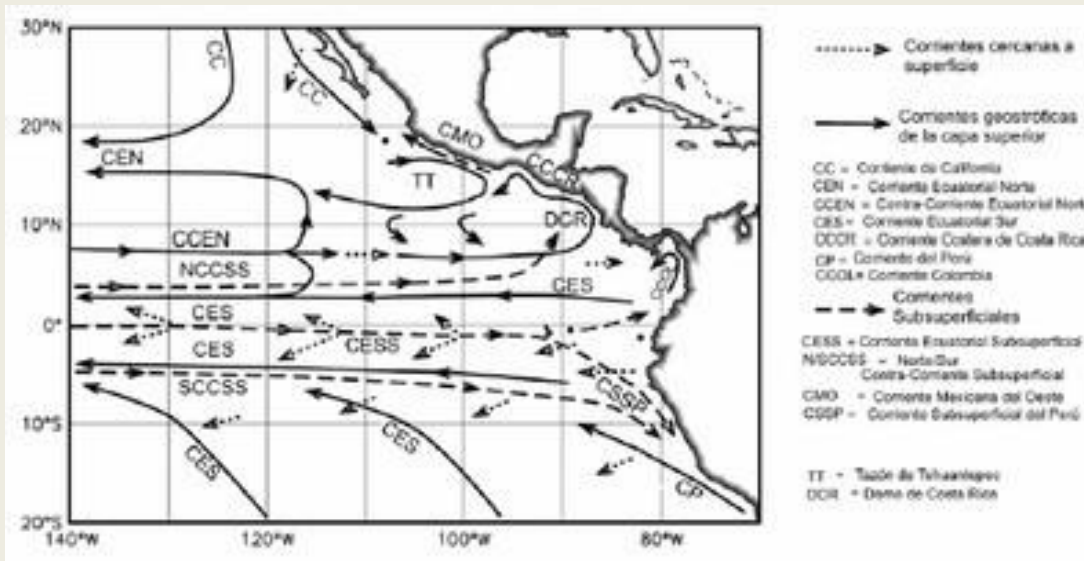 30°N
20°N
10°N
0°
10°S
20°S
140°W
120°W
100°W
80°W
CC
CC
CEN
CMO
CCCR
TT
DCR
CCEN
NCCSS
CES
CES
CESS
CES
SCCSS
CSSP
CES
CES
CP
Corrientes cercanas a
superficie
Corrientes geostróficas
de la capa superior
CC = Corriente de California
CEN = Corriente Ecuatorial Norte
CCEN = Contra-Corriente Ecuatorial Norte
CES = Corriente Ecuatorial Sur
Corriente Costera de Costa Rica
CP = Corriente del Perú
CCOL = Corriente Colombia
Corrientes
Subsuperficiales
CESS = Corriente Ecuatorial Subsuperficial
N/SCCSS = Norte/Sur
Contra-Corriente Subsuperficial
CMO = Corriente Mexicana del Oeste
CSSP = Corriente Subsuperficial del Perú
TT = Tazón de Tehuantepec
DCR = Domo de Costa Rica